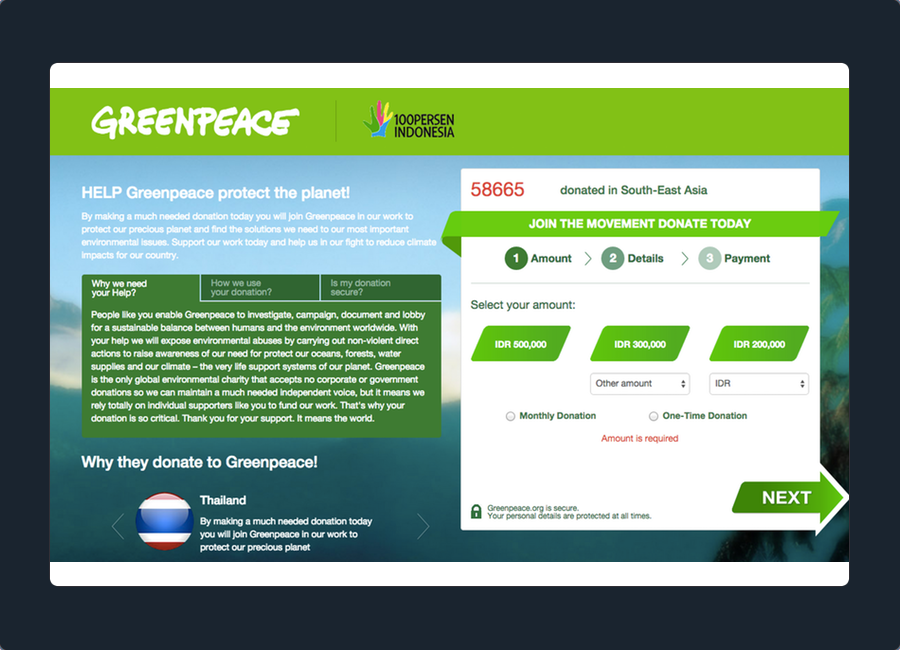 GREENPEACE
100PERSEN
INDONESIA
HELP Greenpeace protect the planet!
By making a much needed donation today you will join Greenpeace in our work to
protect our precious planet and find the solutions we need to our most important
environmental issues. Support our work today and help us in our fight to reduce climate
impacts for our country.
Why we need
your Help?
How we use
your donation?
Is my donation
secure?
People like you enable Greenpeace to investigate, campaign, document and lobby
for a sustainable balance between humans and the environment worldwide. With
your help we will expose environmental abuses by carrying out non-violent direct
actions to raise awareness of our need for protect our oceans, forests, water
supplies and our climate – the very life support systems of our planet. Greenpeace
is the only global environmental charity that accepts no corporate or government
donations so we can maintain a much needed independent voice, but it means we
rely totally on individual supporters like you to fund our work. That's why your
donation is so critical. Thank you for your support. It means the world.
Why they donate to Greenpeace!
Thailand
By making a much needed donation today
you will join Greenpeace in our work to
protect our precious planet
58665 donated in South-East Asia
JOIN THE MOVEMENT DONATE TODAY
1 Amount 2 Details 3 Payment
Select your amount:
IDR 500,000 IDR 300,000 IDR 200,000
Other amount IDR
Monthly Donation One-Time Donation
Amount is required
NEXT
Greenpeace.org is secure.
Your personal details are protected at all times.